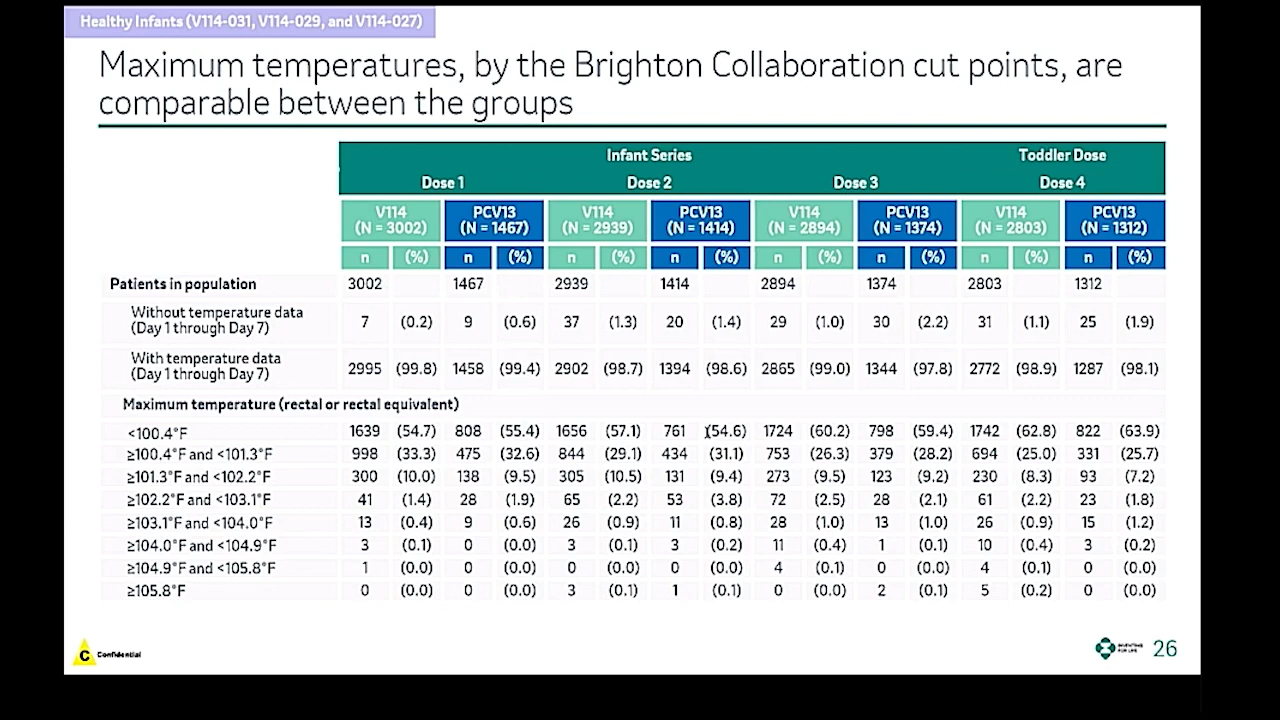 Healthy Infants (V114-031, V114-029, and V114-027)
Maximum temperatures, by the Brighton Collaboration cut points, are
comparable between the groups
Infant Series Toddler Dose
Dose 1 Dose 2 Dose 3 Dose 4
V114 (N = 3002) PCV13 (N = 1467) V114 (N = 2939) PCV13 (N = 1414) V114 (N = 2894) PCV13 (N = 1374) V114 (N = 2803) PCV13 (N = 1312)
n (%) n (%) n (%) n (%) n (%) n (%) n (%) n (%)
Patients in population 3002 1467 2939 1414 2894 1374 2803 1312
Without temperature data
(Day 1 through Day 7) 7 (0.2) 9 (0.6) 37 (1.3) 20 (1.4) 29 (1.0) 30 (2.2) 31 (1.1) 25 (1.9)
With temperature data
(Day 1 through Day 7) 2995 (99.8) 1458 (99.4) 2902 (98.7) 1394 (98.6) 2865 (99.0) 1344 (97.8) 2772 (98.9) 1287 (98.1)
Maximum temperature (rectal or rectal equivalent)
<100.4°F 1639 (54.7) 808 (55.4) 1656 (57.1) 761 (54.6) 1724 (60.2) 798 (59.4) 1742 (62.8) 822 (63.9)
≥100.4°F and <101.3°F 998 (33.3) 475 (32.6) 844 (29.1) 434 (31.1) 753 (26.3) 379 (28.2) 694 (25.0) 331 (25.7)
≥101.3°F and <102.2°F 300 (10.0) 138 (9.5) 305 (10.5) 131 (9.4) 273 (9.5) 123 (9.2) 230 (8.3) 93 (7.2)
≥102.2°F and <103.1°F 41 (1.4) 28 (1.9) 65 (2.2) 53 (3.8) 72 (2.5) 28 (2.1) 61 (2.2) 23 (1.8)
≥103.1°F and <104.0°F 13 (0.4) 9 (0.6) 26 (0.9) 11 (0.8) 28 (1.0) 13 (1.0) 26 (0.9) 15 (1.2)
≥104.0°F and <104.9°F 3 (0.1) 0 (0.0) 3 (0.1) 3 (0.2) 11 (0.4) 1 (0.1) 10 (0.4) 3 (0.2)
≥104.9°F and <105.8°F 1 (0.0) 0 (0.0) 0 (0.0) 0 (0.0) 4 (0.1) 0 (0.0) 4 (0.1) 0 (0.0)
≥105.8°F 0 (0.0) 0 (0.0) 3 (0.1) 1 (0.1) 0 (0.0) 2 (0.1) 5 (0.2) 0 (0.0)
C Confidential
INVENTING
FOR LIFE
26